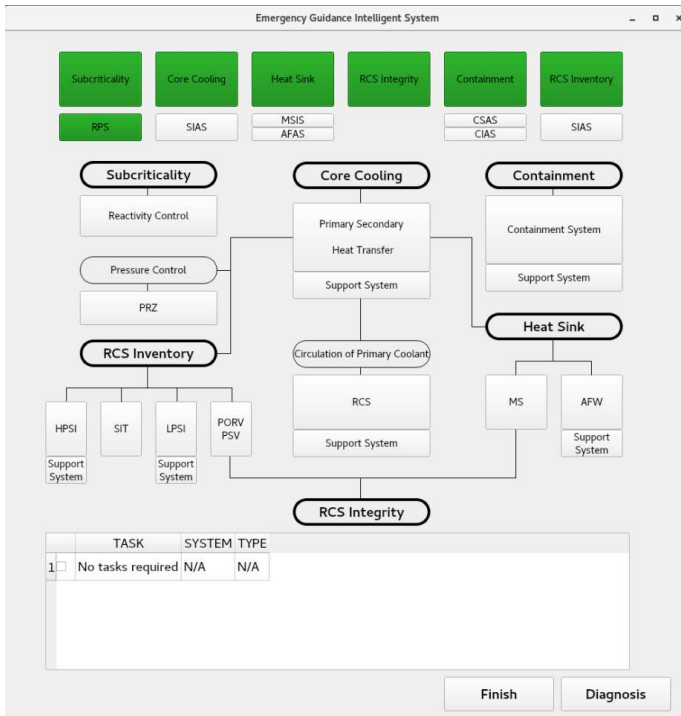 Emergency Guidance Intelligent System
Subcriticality
Core Cooling
Heat Sink
RCS Integrity
Containment
RCS Inventory
RPS
SIAS
MSIS
AFAS
CSAS
CIAS
SIAS
Subcriticality
Reactivity Control
Pressure Control
PRZ
RCS Inventory
HPSI
Support
System
SIT
LPSI
Support
System
PORV
PSV
Core Cooling
Primary Secondary
Heat Transfer
Support System
Circulation of Primary Coolant
RCS
Support System
RCS Integrity
Containment
Containment System
Support System
Heat Sink
MS
AFW
Support
System
TASK SYSTEM TYPE
1 No tasks required N/A N/A
Finish
Diagnosis